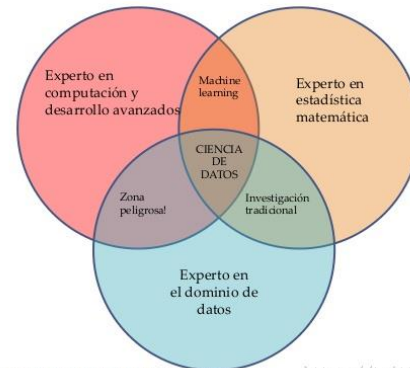 Experto en
computación y
desarrollo avanzados
Machine
learning
Experto en
estadística
matemática
CIENCIA
DE
DATOS
Zona
peligrosa!
Investigación
tradicional
Experto en
el dominio de
datos